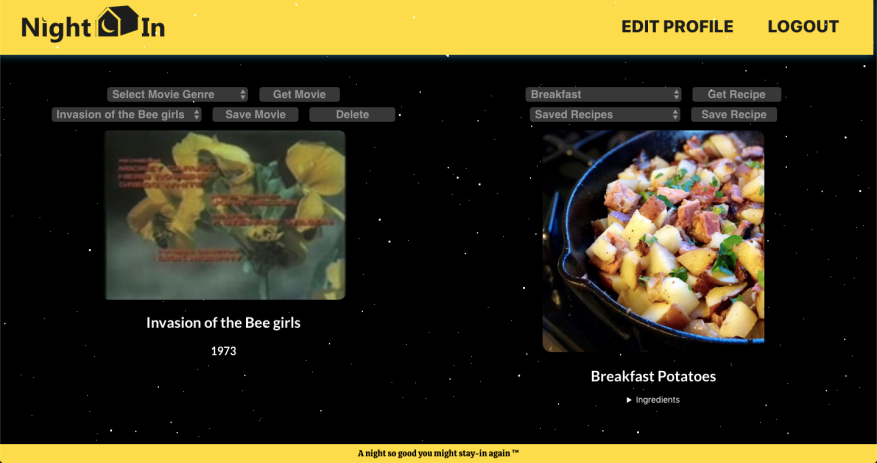 Night In
EDIT PROFILE
LOGOUT
Select Movie Genre
Get Movie
Invasion of the Bee girls
Save Movie
Delete
Invasion of the Bee girls
1973
Breakfast
Get Recipe
Saved Recipes
Save Recipe
Breakfast Potatoes
▶ Ingredients
A night so good you might stay-in again ™